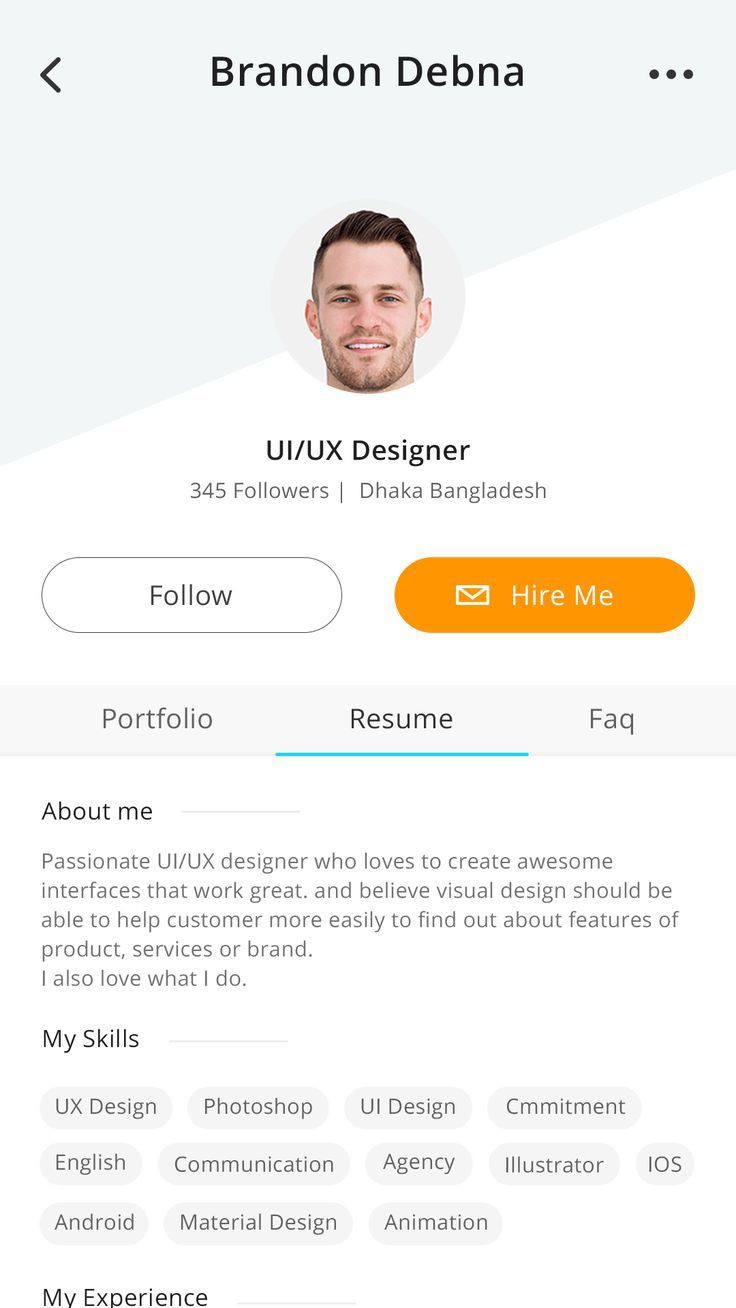 Brandon Debna
UI/UX Designer
345 Followers | Dhaka Bangladesh
Follow
Hire Me
Portfolio Resume Faq
About me
Passionate UI/UX designer who loves to create awesome
interfaces that work great. and believe visual design should be
able to help customer more easily to find out about features of
product, services or brand.
I also love what I do.
My Skills
UX Design Photoshop UI Design Cmmitment
English Communication Agency Illustrator IOS
Android Material Design Animation
My Experience